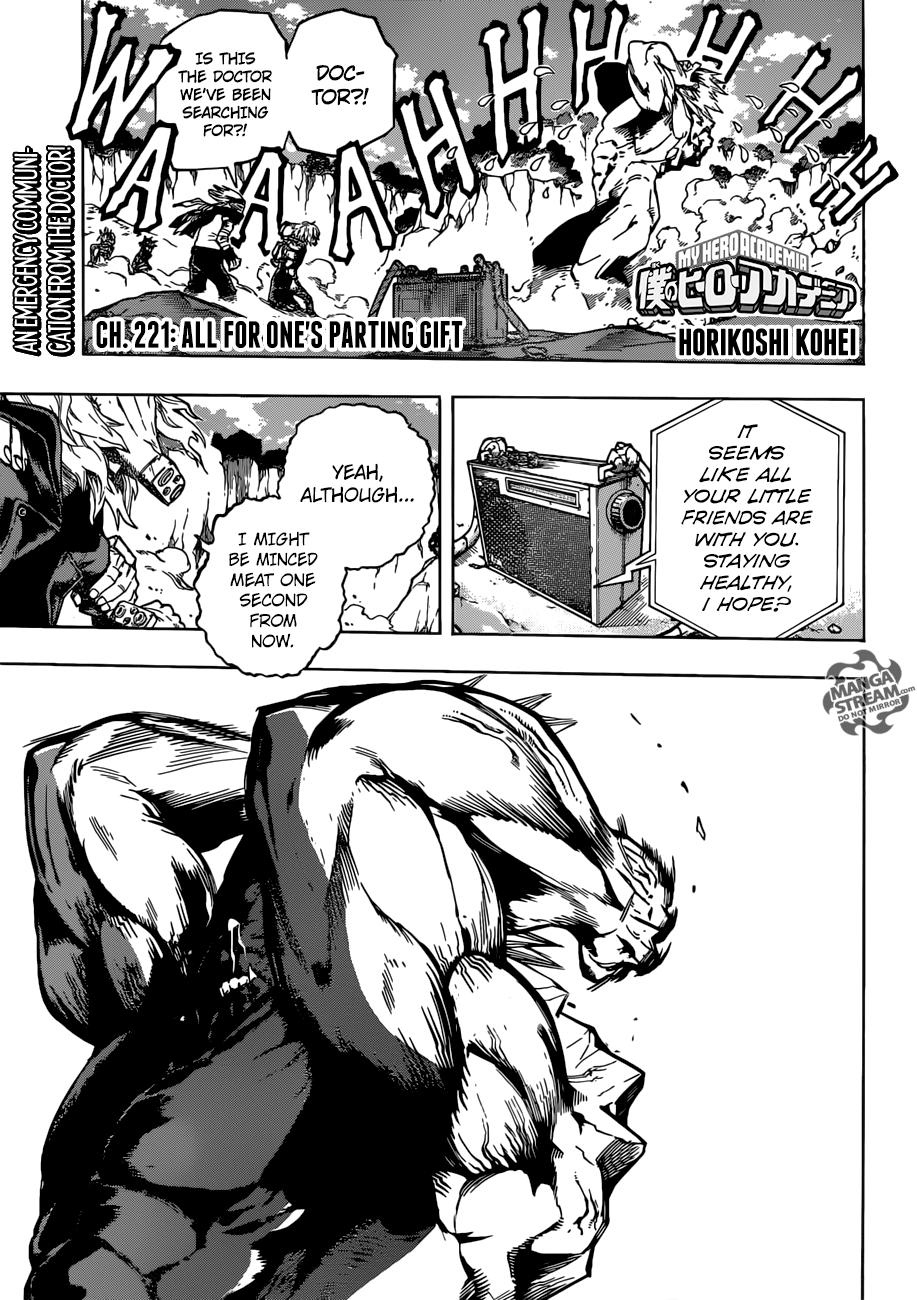 DOC-
TOR?!
IS THIS
THE DOCTOR
WE'VE BEEN
SEARCHING
FOR?!
WAAAAHHHHHHH
AN EMERGENCY COMMUNI-
CATION FROM THE DOCTOR!
MY HERO ACADEMIA
僕のヒーローアカデミア
CH. 221: ALL FOR ONE'S PARTING GIFT
HORIKOSHI KOHEI
IT
SEEMS
LIKE ALL
YOUR LITTLE
FRIENDS ARE
WITH YOU.
STAYING
HEALTHY,
I HOPE?
YEAH,
ALTHOUGH...
I MIGHT
BE MINCED
MEAT ONE
SECOND
FROM
NOW.
MANGA
STREAM.com
DO NOT MIRROR